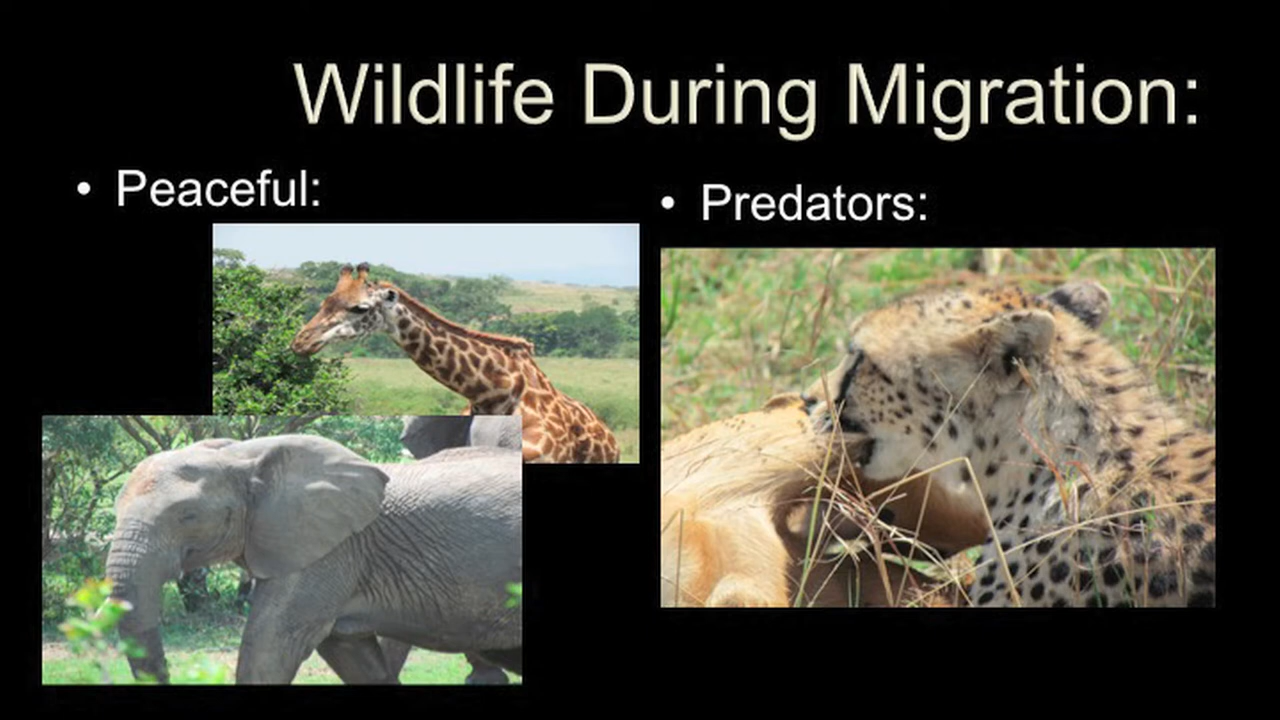 Wildlife During Migration:
• Peaceful:
• Predators: